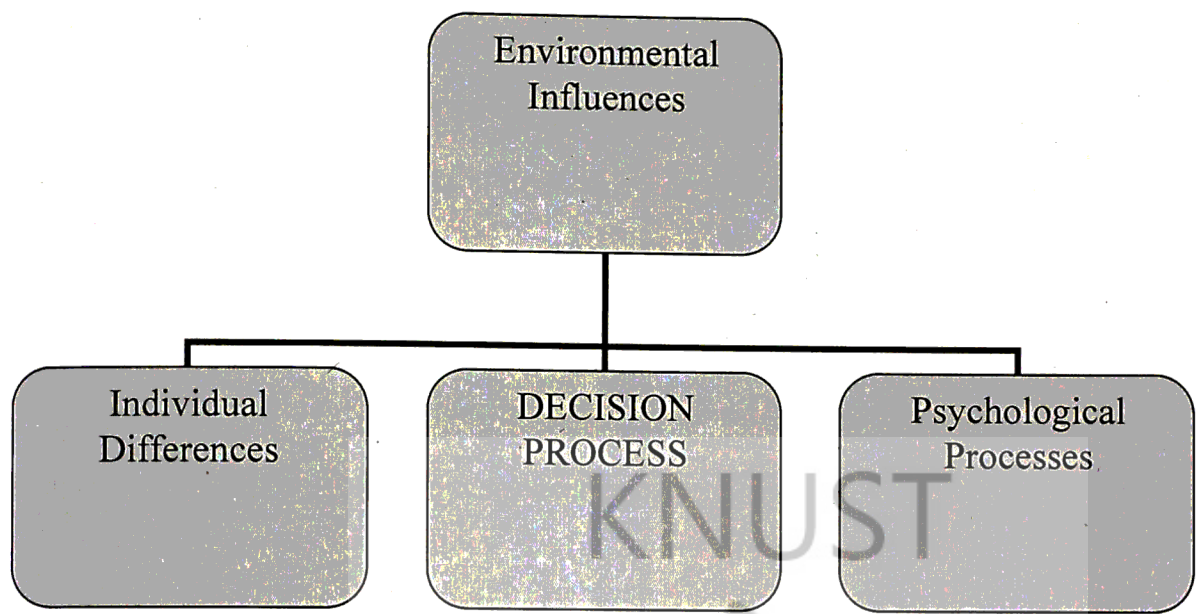 Environmental
Influences
Individual
Differences
DECISION
PROCESS
Psychological
Processes
KNUST